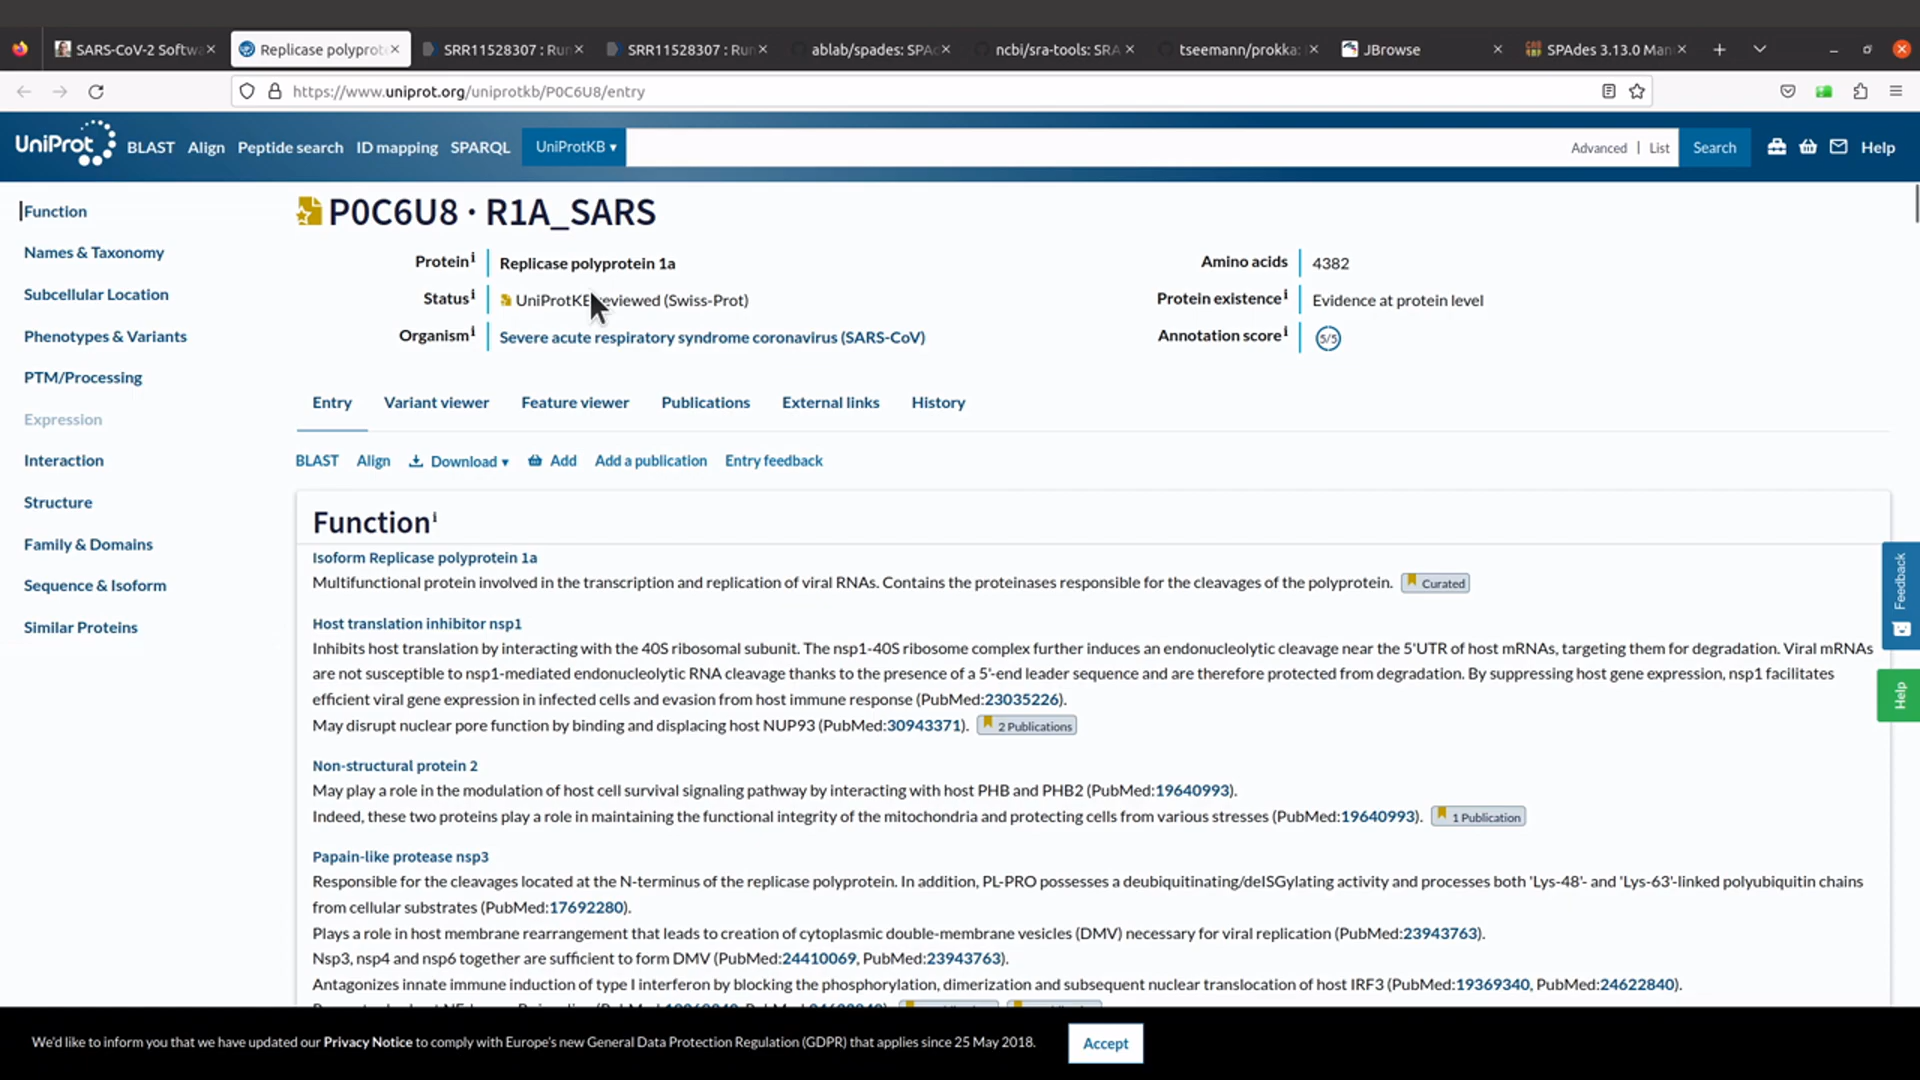 SARS-CoV-2 Softw
Replicase polyprot
SRR11528307 : Run
SRR11528307 : Run
ablab/spades: SPA
ncbi/sra-tools: SRA
tseemann/prokka:
JBrowse
SPAdes 3.13.0 Man
https://www.uniprot.org/uniprotkb/P0C6U8/entry
UniProt
BLAST Align Peptide search ID mapping SPARQL
UniProtKB
Advanced | List
Search
Help
Function
Names & Taxonomy
Subcellular Location
Phenotypes & Variants
PTM/Processing
Expression
Interaction
Structure
Family & Domains
Sequence & Isoform
Similar Proteins
P0C6U8 · R1A_SARS
Protein i Replicase polyprotein 1a
Amino acids 4382
Status i UniProtKB reviewed (Swiss-Prot)
Protein existence i Evidence at protein level
Organism i Severe acute respiratory syndrome coronavirus (SARS-CoV)
Annotation score i 5/5
Entry Variant viewer Feature viewer Publications External links History
BLAST Align Download Add Add a publication Entry feedback
Function i
Isoform Replicase polyprotein 1a
Multifunctional protein involved in the transcription and replication of viral RNAs. Contains the proteinases responsible for the cleavages of the polyprotein. Curated
Host translation inhibitor nsp1
Inhibits host translation by interacting with the 40S ribosomal subunit. The nsp1-40S ribosome complex further induces an endonucleolytic cleavage near the 5'UTR of host mRNAs, targeting them for degradation. Viral mRNAs
are not susceptible to nsp1-mediated endonucleolytic RNA cleavage thanks to the presence of a 5'-end leader sequence and are therefore protected from degradation. By suppressing host gene expression, nsp1 facilitates
efficient viral gene expression in infected cells and evasion from host immune response (PubMed:23035226).
May disrupt nuclear pore function by binding and displacing host NUP93 (PubMed:30943371). 2 Publications
Non-structural protein 2
May play a role in the modulation of host cell survival signaling pathway by interacting with host PHB and PHB2 (PubMed:19640993).
Indeed, these two proteins play a role in maintaining the functional integrity of the mitochondria and protecting cells from various stresses (PubMed:19640993). 1 Publication
Papain-like protease nsp3
Responsible for the cleavages located at the N-terminus of the replicase polyprotein. In addition, PL-PRO possesses a deubiquitinating/deISGylating activity and processes both 'Lys-48'- and 'Lys-63'-linked polyubiquitin chains
from cellular substrates (PubMed:17692280).
Plays a role in host membrane rearrangement that leads to creation of cytoplasmic double-membrane vesicles (DMV) necessary for viral replication (PubMed:23943763).
Nsp3, nsp4 and nsp6 together are sufficient to form DMV (PubMed:24410069, PubMed:23943763).
Antagonizes innate immune induction of type I interferon by blocking the phosphorylation, dimerization and subsequent nuclear translocation of host IRF3 (PubMed:19369340, PubMed:24622840).
Feedback
Help
We'd like to inform you that we have updated our Privacy Notice to comply with Europe's new General Data Protection Regulation (GDPR) that applies since 25 May 2018.
Accept